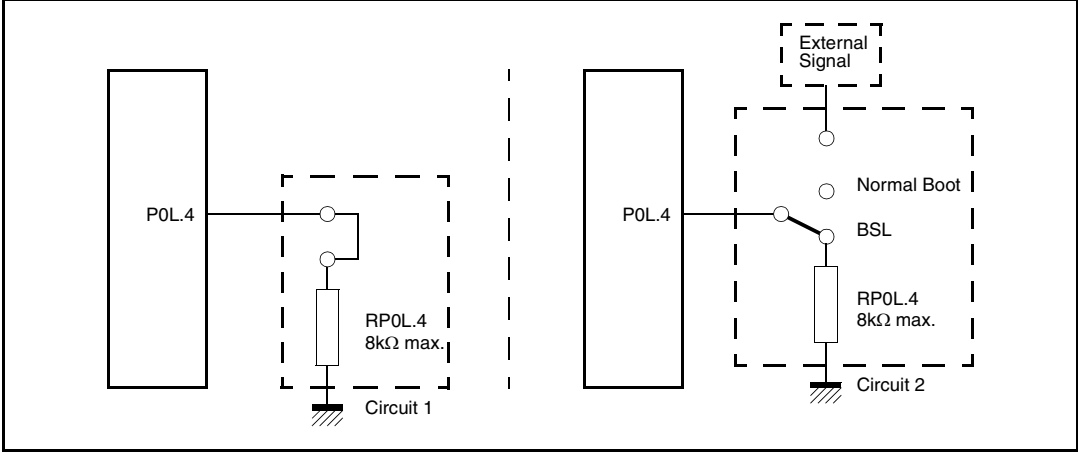 P0L.4
RP0L.4
8kΩ max.
Circuit 1
External
Signal
P0L.4
Normal Boot
BSL
RP0L.4
8kΩ max.
Circuit 2